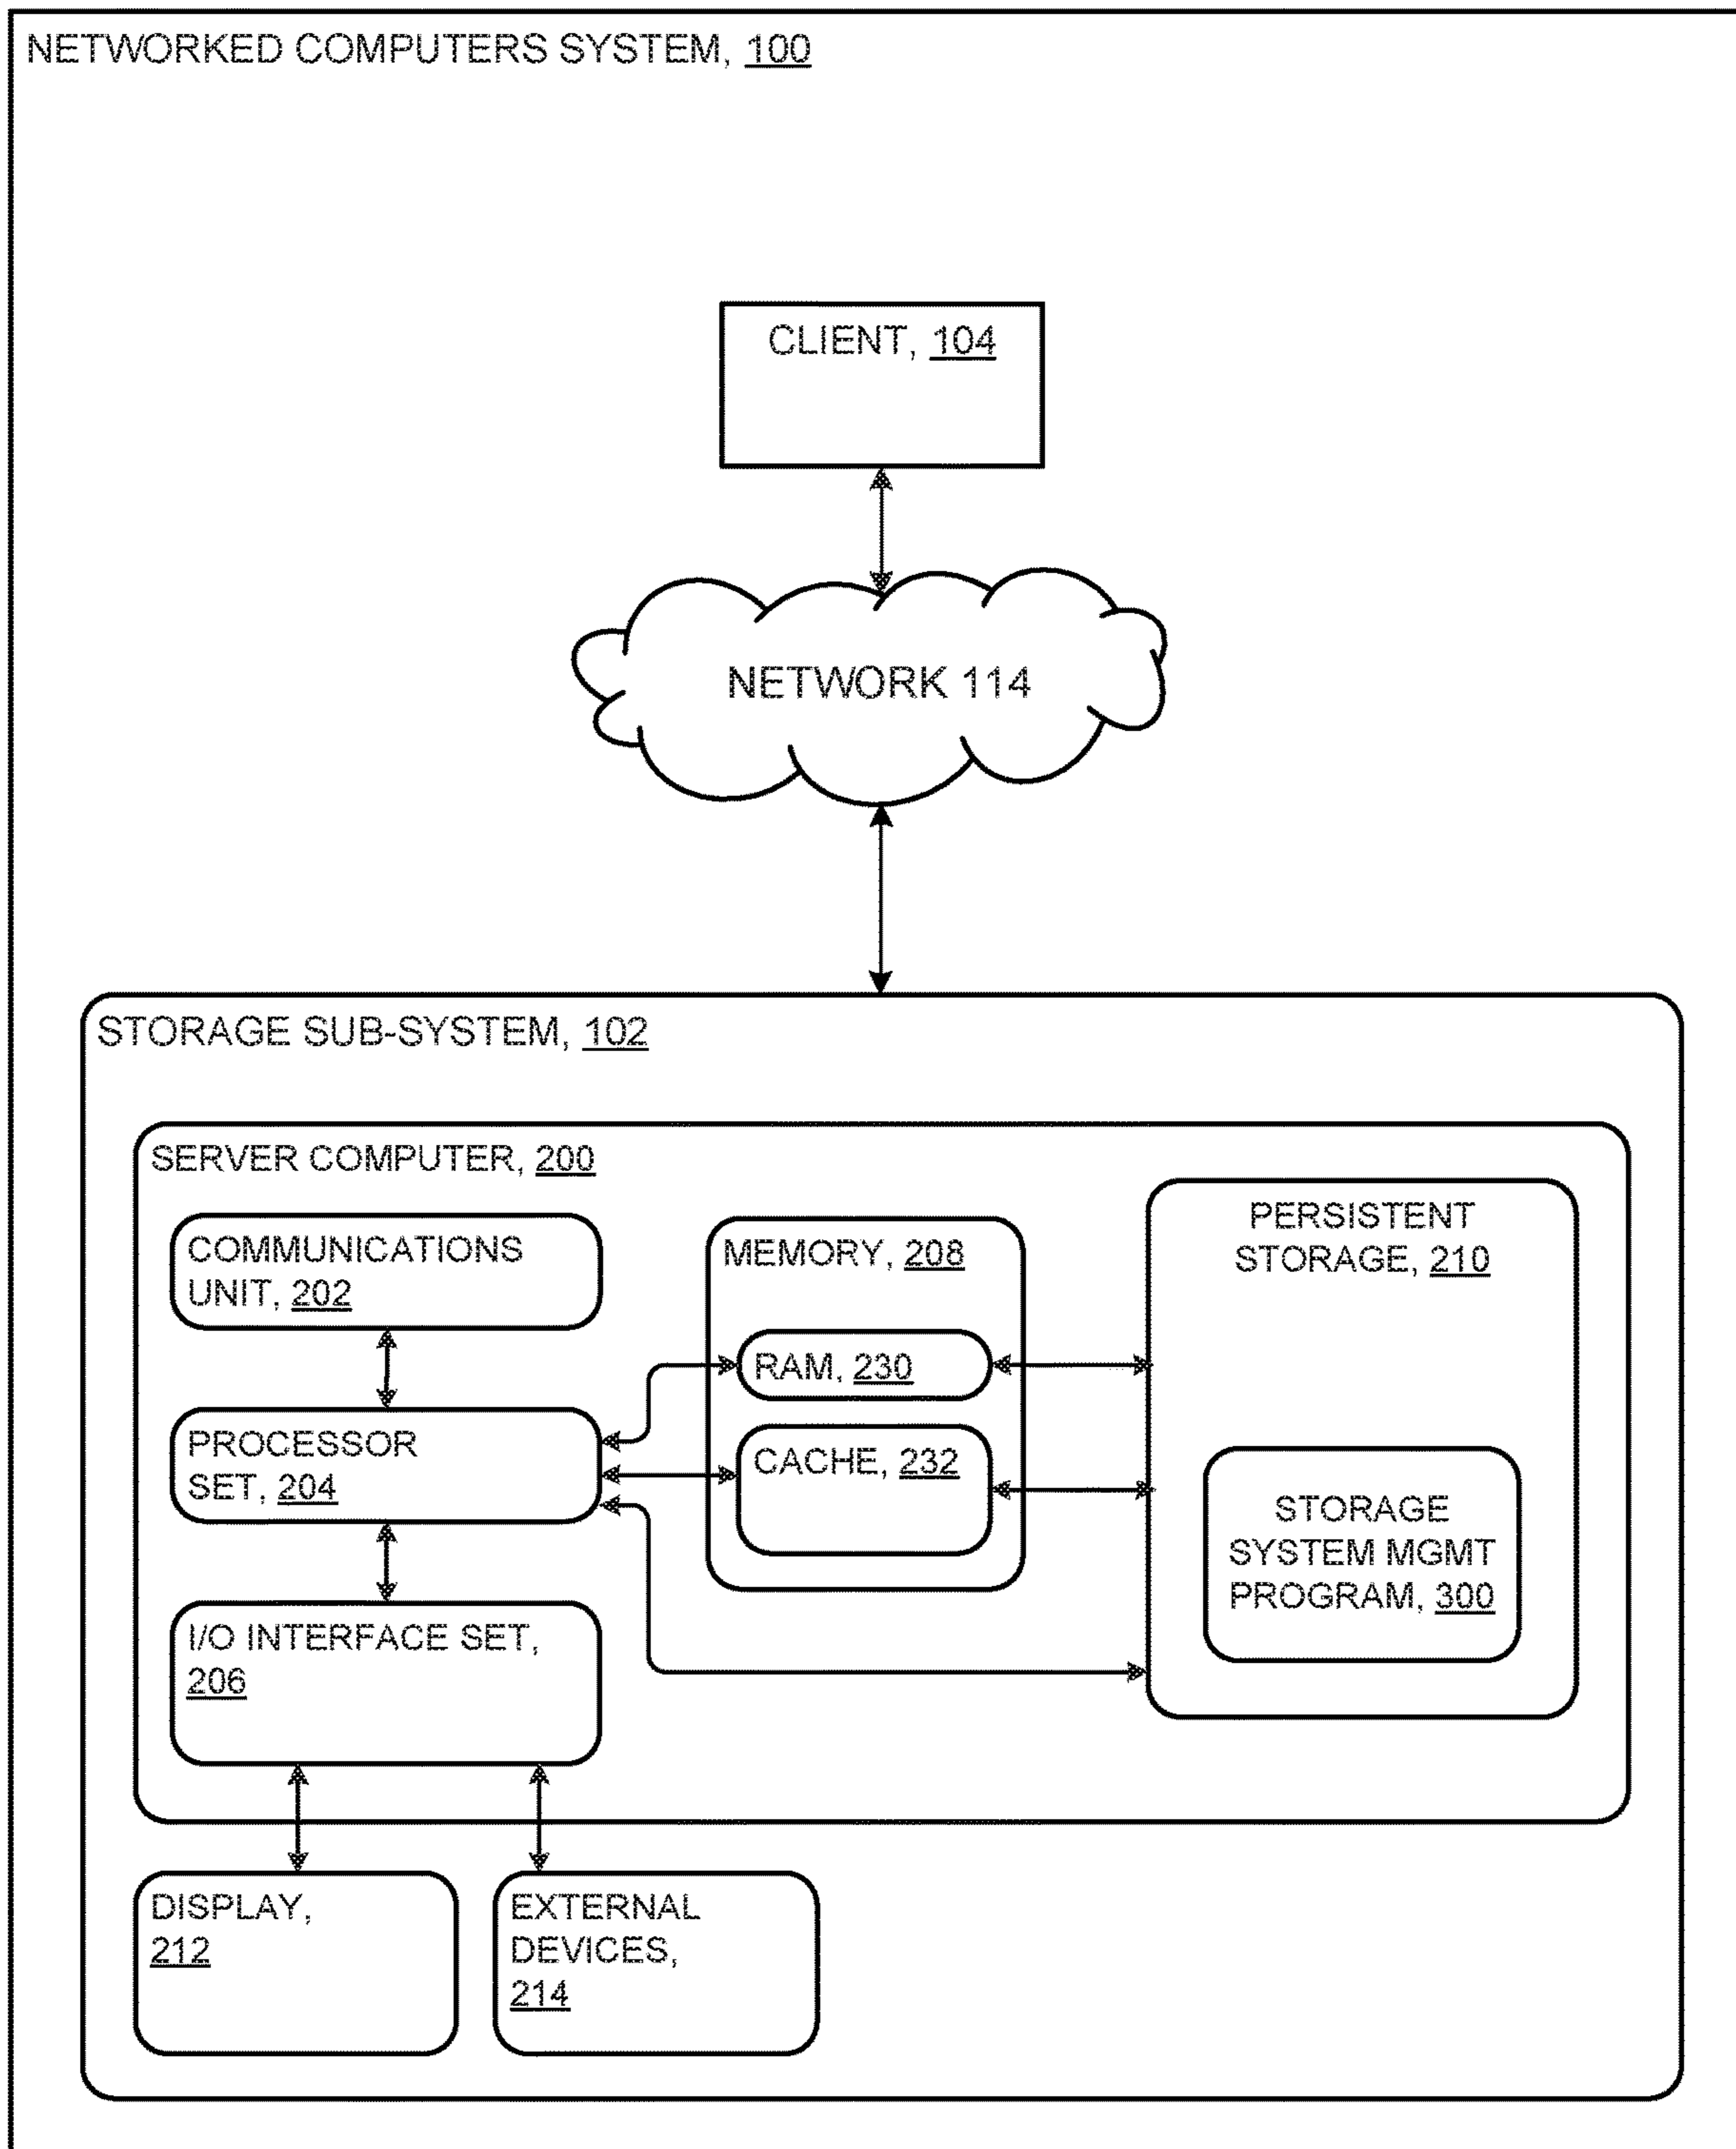 NETWORKED COMPUTERS SYSTEM, 100
CLIENT, 104
NETWORK 114
STORAGE SUB-SYSTEM, 102
SERVER COMPUTER, 200
COMMUNICATIONS
UNIT, 202
PROCESSOR
SET, 204
I/O INTERFACE SET,
206
MEMORY, 208
RAM, 230
CACHE, 232
PERSISTENT
STORAGE, 210
STORAGE
SYSTEM MGMT
PROGRAM, 300
DISPLAY,
212
EXTERNAL
DEVICES,
214